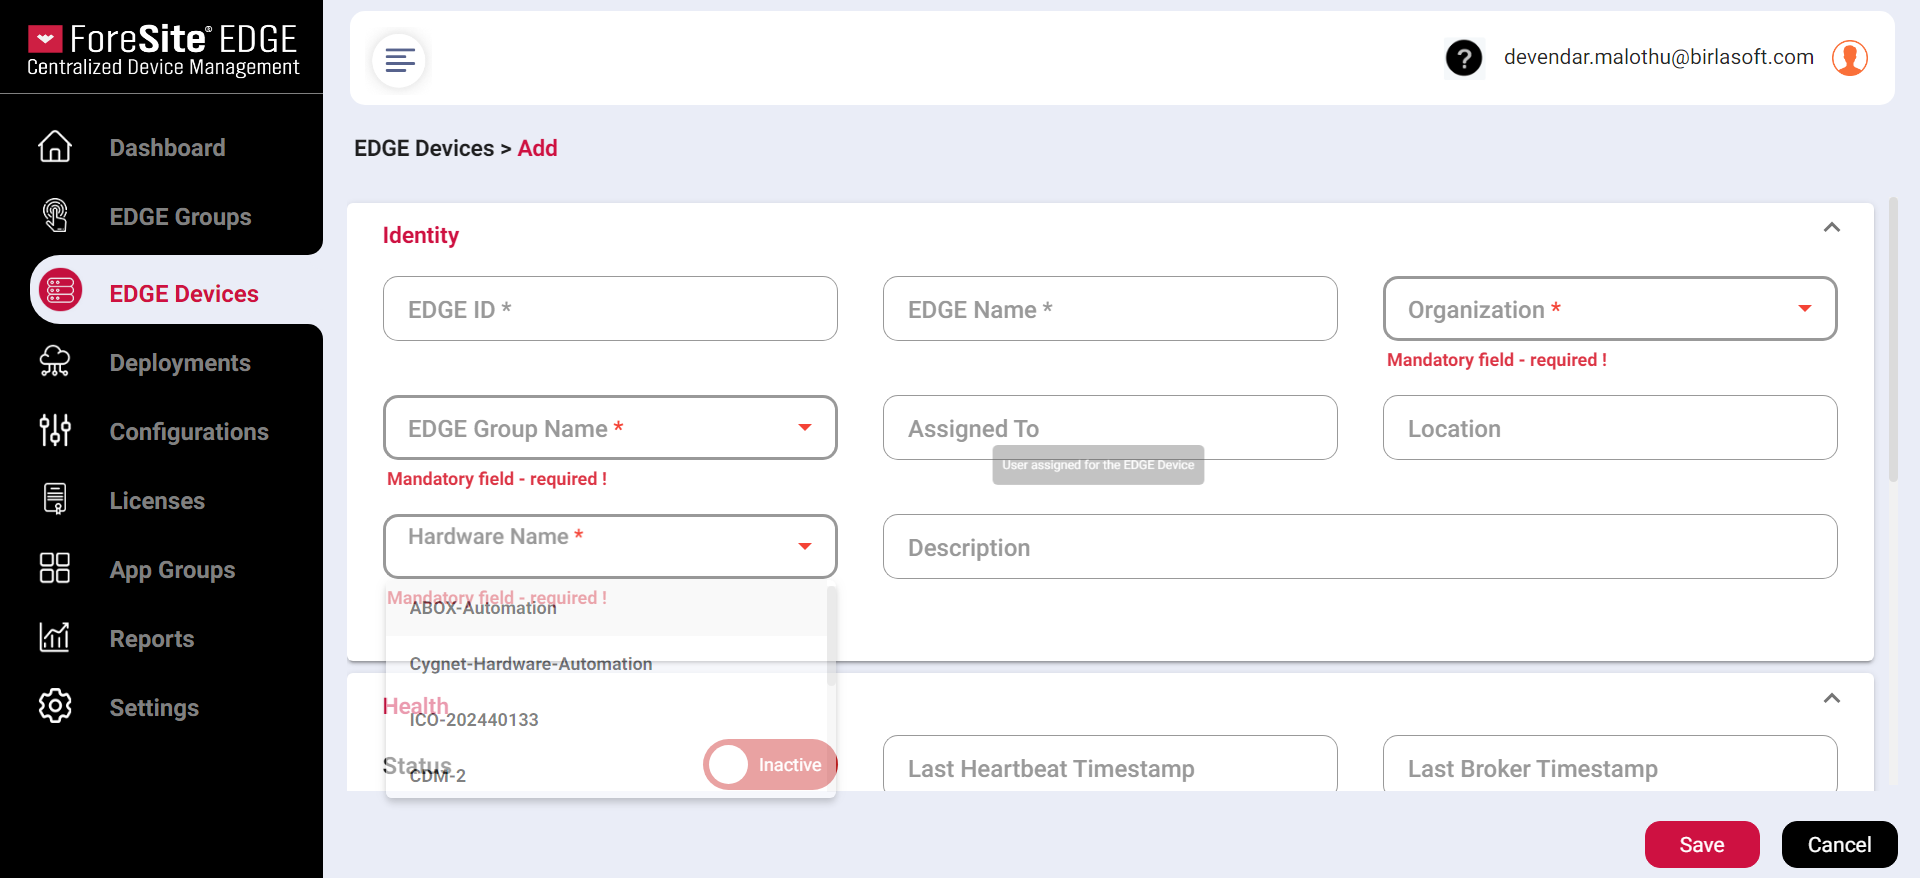 ForeSite® EDGE
Centralized Device Management
? devendar.malothu@birlasoft.com
Dashboard
EDGE Groups
EDGE Devices
Deployments
Configurations
Licenses
App Groups
Reports
Settings
EDGE Devices > Add
Identity
EDGE ID *
EDGE Name *
Organization *
Mandatory field - required !
EDGE Group Name *
Assigned To
Location
User assigned for the EDGE Device
Mandatory field - required !
Hardware Name *
Description
Mandatory field - required !
ABOX-Automation
Cygnet-Hardware-Automation
Health
ICO-202440133
Status
Inactive
CDM-2
Last Heartbeat Timestamp
Last Broker Timestamp
Save
Cancel